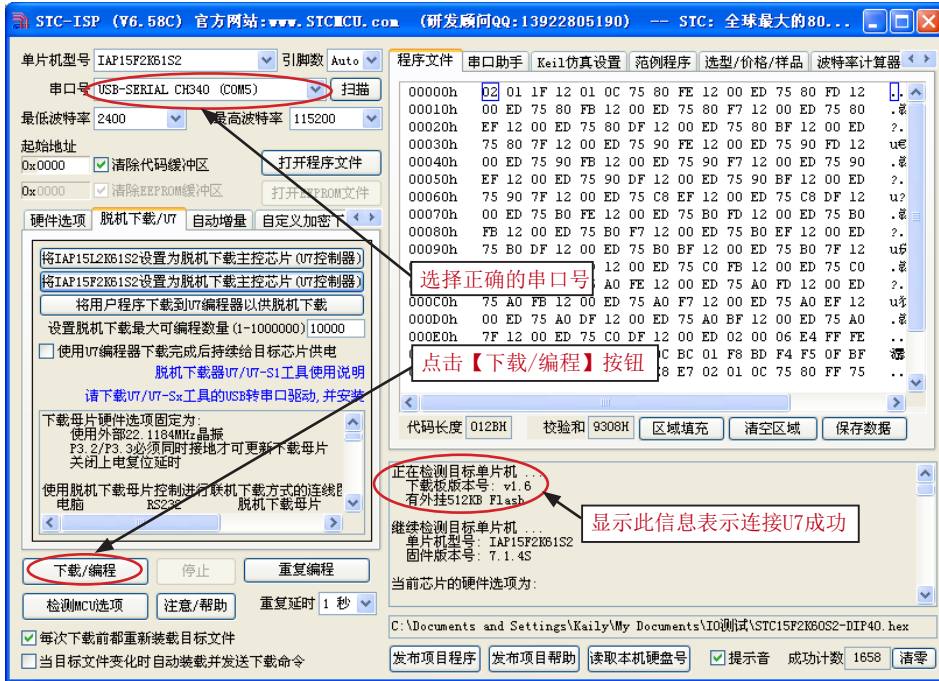 STC-ISP (V6.58C) 官方网站:www.STCMCU.com (研发顾问QQ:13922805190) -- STC: 全球最大的80...
单片机型号 IAP15F2K61S2 引脚数 Auto
串口号 USB-SERIAL CH340 (COM5) 扫描
最低波特率 2400 最高波特率 115200
起始地址
0x0000 清除代码缓冲区 打开程序文件
0x0000 清除EEPROM缓冲区 打开EEPROM文件
硬件选项 脱机下载/U7 自动增量 自定义加密下
将IAP15L2K61S2设置为脱机下载主控芯片(U7控制器)
将IAP15F2K61S2设置为脱机下载主控芯片(U7控制器)
将用户程序下载到U7编程器以供脱机下载
设置脱机下载最大可编程数量(1-1000000) 10000
使用U7编程器下载完成后持续给目标芯片供电
脱机下载器U7/U7-S1工具使用说明
请下载U7/U7-Sx工具的USB转串口驱动,并安装
下载母片硬件选项固定为:
使用外部22.1184MHz晶振
P3.2/P3.3必须同时接地才可更新下载母片
关闭上电复位延时
使用脱机下载母片控制进行联机下载方式的连线
电脑 RS232 脱机下载母片
下载/编程 停止 重复编程
检测MCU选项 注意/帮助 重复延时 1 秒
每次下载前都重新装载目标文件
当目标文件变化时自动装载并发送下载命令
程序文件 串口助手 Keil仿真设置 范例程序 选型/价格/样品 波特率计算器
00000h 02 01 1F 12 01 0C 75 80 FE 12 00 ED 75 80 FD 12
00010h 00 ED 75 80 FB 12 00 ED 75 80 F7 12 00 ED 75 80
00020h EF 12 00 ED 75 80 DF 12 00 ED 75 80 BF 12 00 ED ?.
00030h 75 80 7F 12 00 ED 75 90 FE 12 00 ED 75 90 FD 12 u€
00040h 00 ED 75 90 FB 12 00 ED 75 90 F7 12 00 ED 75 90
00050h EF 12 00 ED 75 90 DF 12 00 ED 75 90 BF 12 00 ED ?.
00060h 75 90 7F 12 00 ED 75 C8 EF 12 00 ED 75 C8 DF 12 u?
00070h 00 ED 75 B0 FE 12 00 ED 75 B0 FD 12 00 ED 75 B0
00080h FB 12 00 ED 75 B0 F7 12 00 ED 75 B0 EF 12 00 ED ?.
00090h 75 B0 DF 12 00 ED 75 B0 BF 12 00 ED 75 B0 7F 12
12 00 ED 75 C0 FB 12 00 ED 75 C0
选择正确的串口号
A0 FE 12 00 ED 75 A0 FD 12 00 ED ?.
000C0h 75 A0 FB 12 00 ED 75 A0 F7 12 00 ED 75 A0 EF 12
000D0h 00 ED 75 A0 DF 12 00 ED 75 A0 BF 12 00 ED 75 A0
000E0h 7F 12 00 ED 75 C0 DF 12 00 ED 02 00 06 E4 FF FE ..
BC 01 F8 BD F4 F5 0F BF
点击【下载/编程】按钮
E7 02 01 0C 75 80 FF 75 ..
代码长度 012BH 校验和 9308H 区域填充 清空区域 保存数据
正在检测目标单片机 ...
下载板版本号: v1.6
有外挂512KB Flash
显示此信息表示连接U7成功
继续检测目标单片机 ...
单片机型号: IAP15F2K61S2
固件版本号: 7.1.4S
当前芯片的硬件选项为:
C:\Documents and Settings\Kaily\My Documents\IO测试\STC15F2K60S2-DIP40.hex
发布项目程序 发布项目帮助 读取本机硬盘号 提示音 成功计数 1658 清零